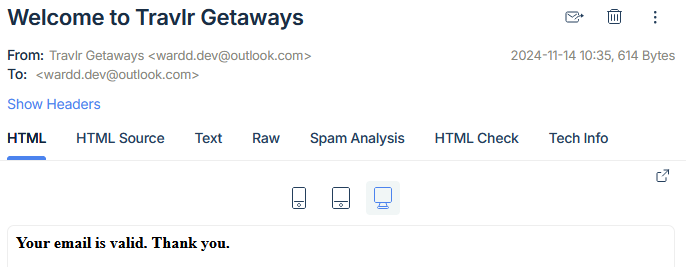 Welcome to Travlr Getaways
From: Travlr Getaways <wardd.dev@outlook.com>
2024-11-14 10:35, 614 Bytes
To: <wardd.dev@outlook.com>
Show Headers
HTML HTML Source Text Raw Spam Analysis HTML Check Tech Info
Your email is valid. Thank you.